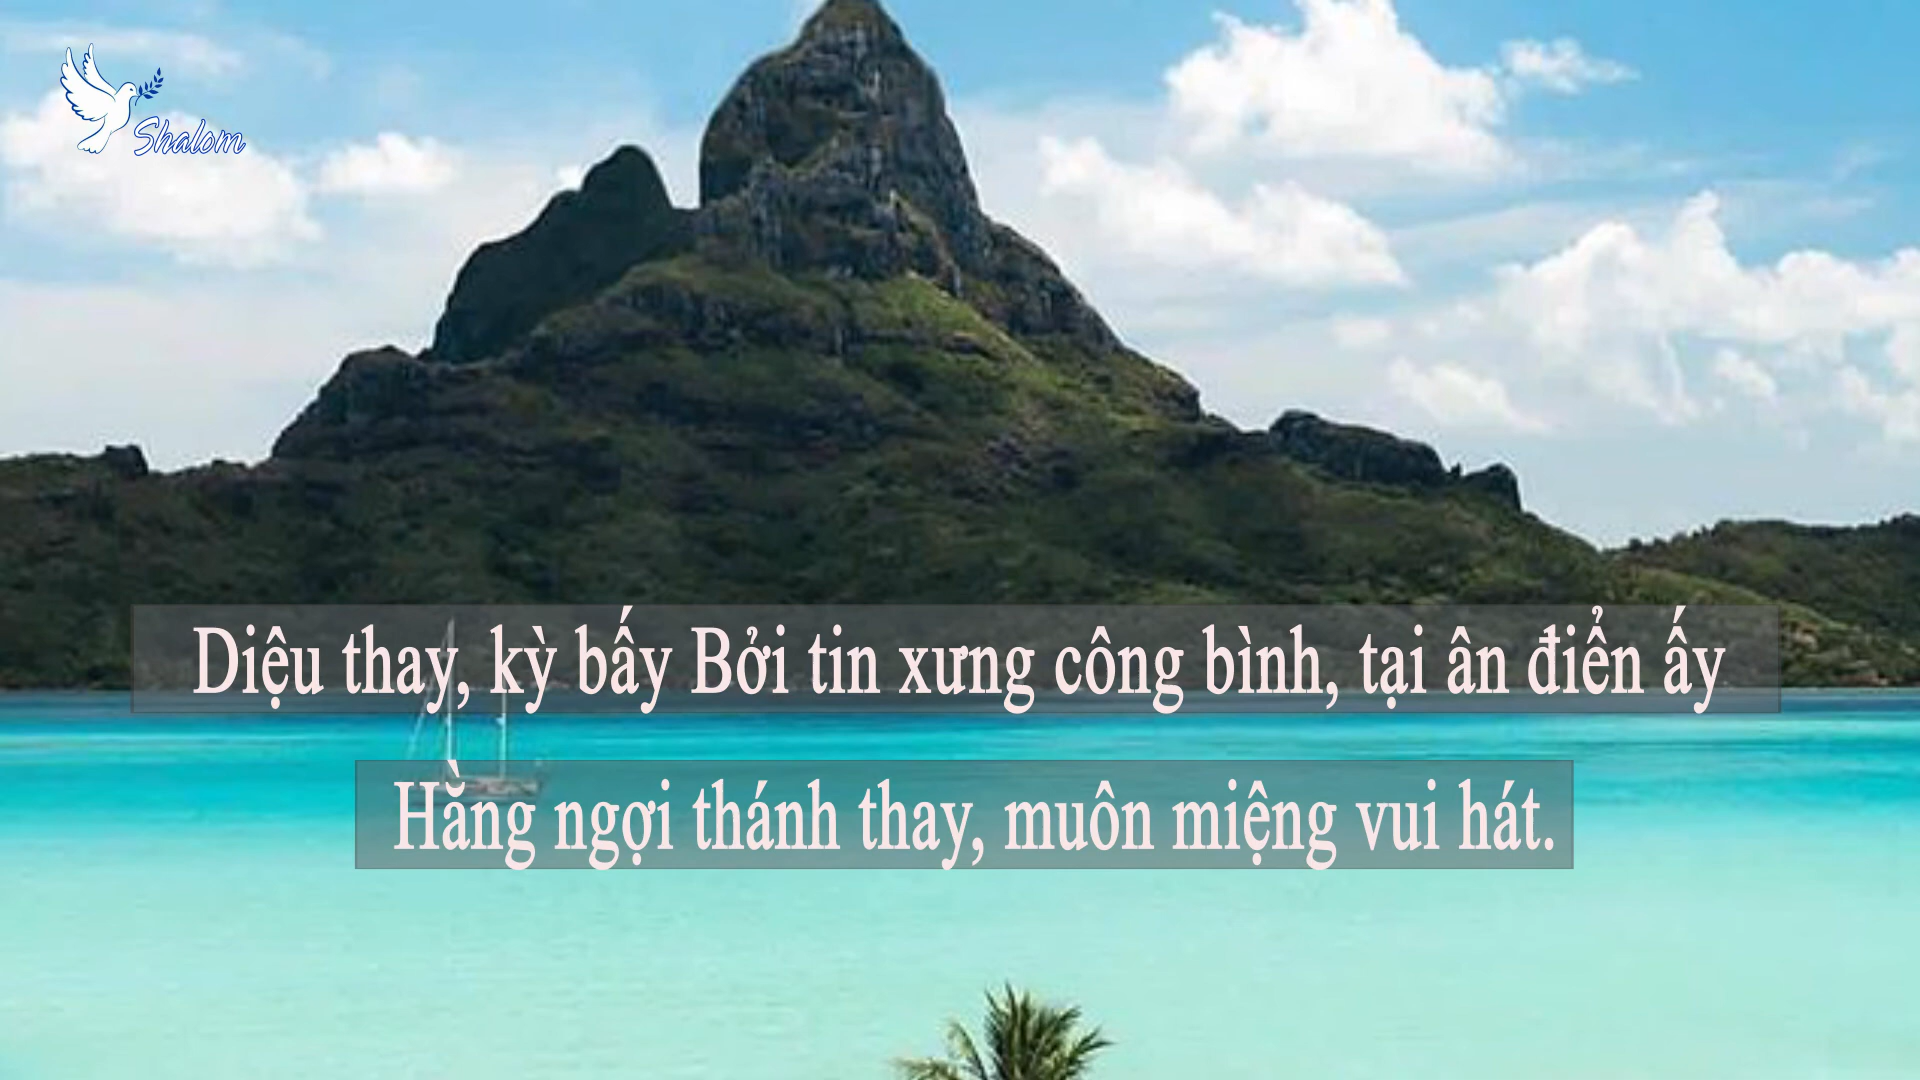 Shalom
Diệu thay, kỳ bấy Bởi tin xưng công bình, tại ân điển ấy
Hằng ngợi thánh thay, muôn miệng vui hát.